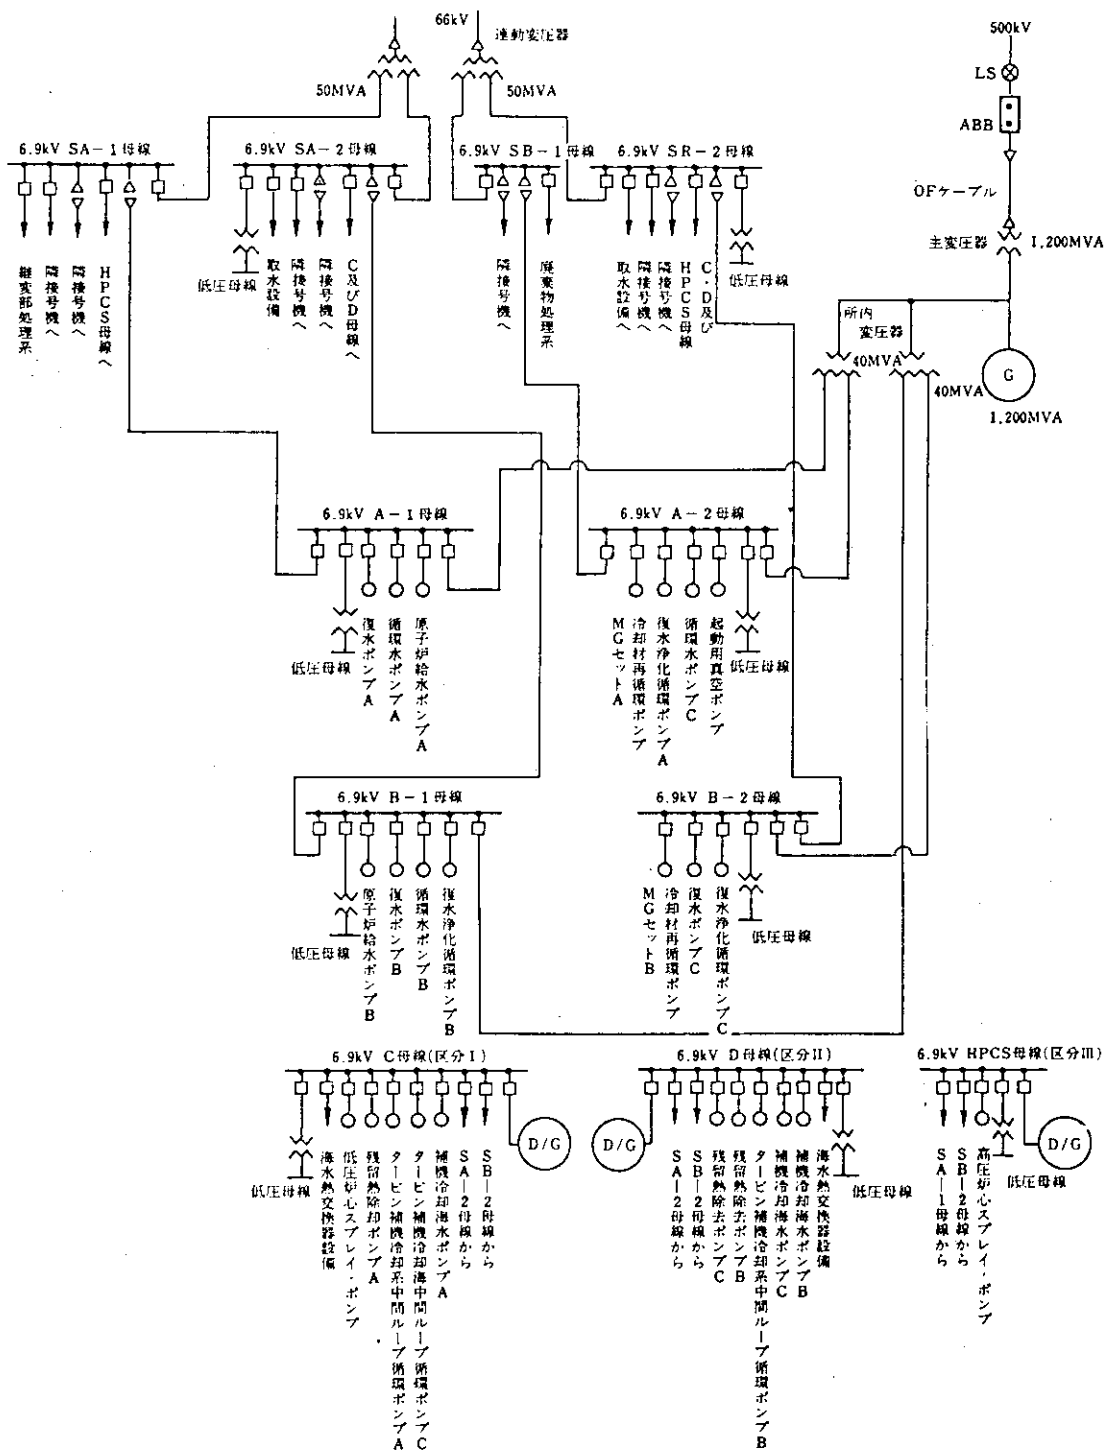 66kV
連動変圧器
50MVA
50MVA
500kV
LS
ABB
OFケーブル
主変圧器 1,200MVA
所内
変圧器
40MVA
40MVA
G
1,200MVA
6.9kV SA-1母線
6.9kV SA-2母線
6.9kV SB-1母線
6.9kV SR-2母線
継変部処理系
隣接号機へ
隣接号機へ
HPCS母線へ
低圧母線
取水設備
隣接号機へ
隣接号機へ
C及びD母線へ
隣接号機へ
廃棄物処理系
取水設備
隣接号機へ
隣接号機へ
HPCS母線
C・D及び
低圧母線
6.9kV A-1母線
低圧母線
復水ポンプA
循環水ポンプA
原子炉給水ポンプA
6.9kV A-2母線
MGセットA
冷却材再循環ポンプ
復水浄化循環ポンプA
循環水ポンプC
起動用真空ポンプ
低圧母線
6.9kV B-1母線
低圧母線
原子炉給水ポンプB
復水ポンプB
循環水ポンプB
復水浄化循環ポンプB
6.9kV B-2母線
MGセットB
冷却材再循環ポンプ
復水ポンプC
復水浄化循環ポンプC
低圧母線
6.9kV C母線(区分I)
低圧母線
海水熱交換器設備
低圧炉心スプレイ・ポンプ
残留熱除却ポンプA
タービン補機冷却系中間ループ循環ポンプA
タービン補機冷却海中間ループ循環ポンプC
補機冷却海水ポンプA
SA-2母線から
SB-2母線から
D/G
6.9kV D母線(区分II)
D/G
SA-2母線から
SB-2母線から
残留熱除去ポンプC
残留熱除去ポンプB
タービン補機冷却系中間ループ循環ポンプB
補機冷却海水ポンプC
補機冷却海水ポンプB
海水熱交換器設備
低圧母線
6.9kV HPCS母線(区分III)
SA-1母線から
SB-2母線から
高圧炉心スプレイ・ポンプ
低圧母線
D/G